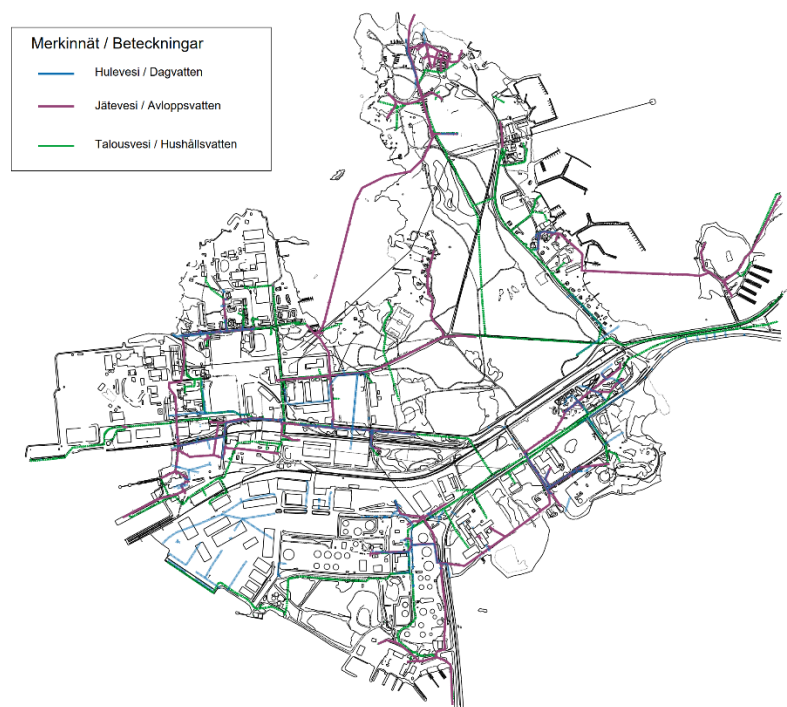 Merkinnät / Beteckningar
Hulevesi / Dagvatten
Jätevesi / Avloppsvatten
Talousvesi / Hushållsvatten